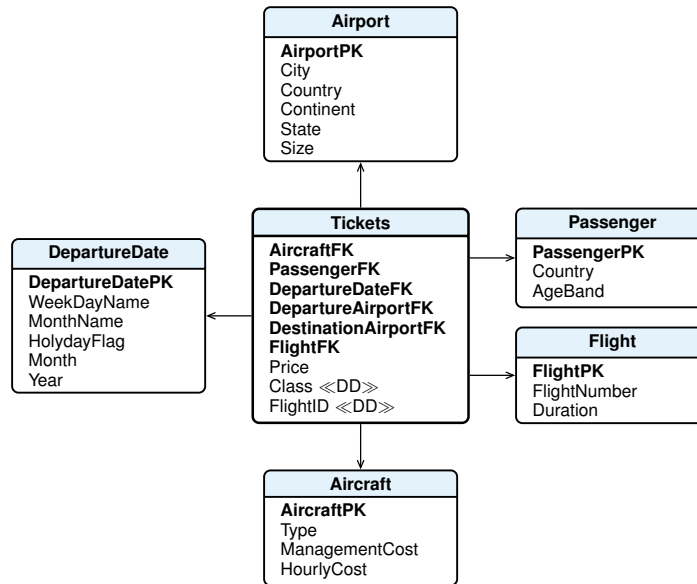 Airport
AirportPK
City
Country
Continent
State
Size
Tickets
AircraftFK
PassengerFK
DepartureDateFK
DepartureAirportFK
DestinationAirportFK
FlightFK
Price
Class ≪DD≫
FlightID ≪DD≫
DepartureDate
DepartureDatePK
WeekDayName
MonthName
HolydayFlag
Month
Year
Passenger
PassengerPK
Country
AgeBand
Flight
FlightPK
FlightNumber
Duration
Aircraft
AircraftPK
Type
ManagementCost
HourlyCost